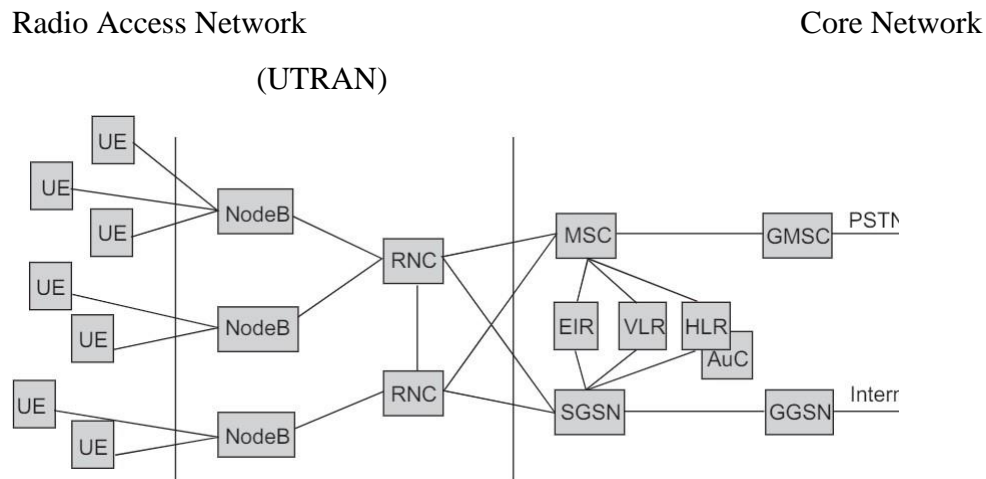 Radio Access Network Core Network
(UTRAN)
UE
UE
UE
NodeB
UE
UE
NodeB
UE
UE
NodeB
RNC
RNC
MSC
GMSC
PSTN
EIR
VLR
HLR
AuC
SGSN
GGSN
Intern